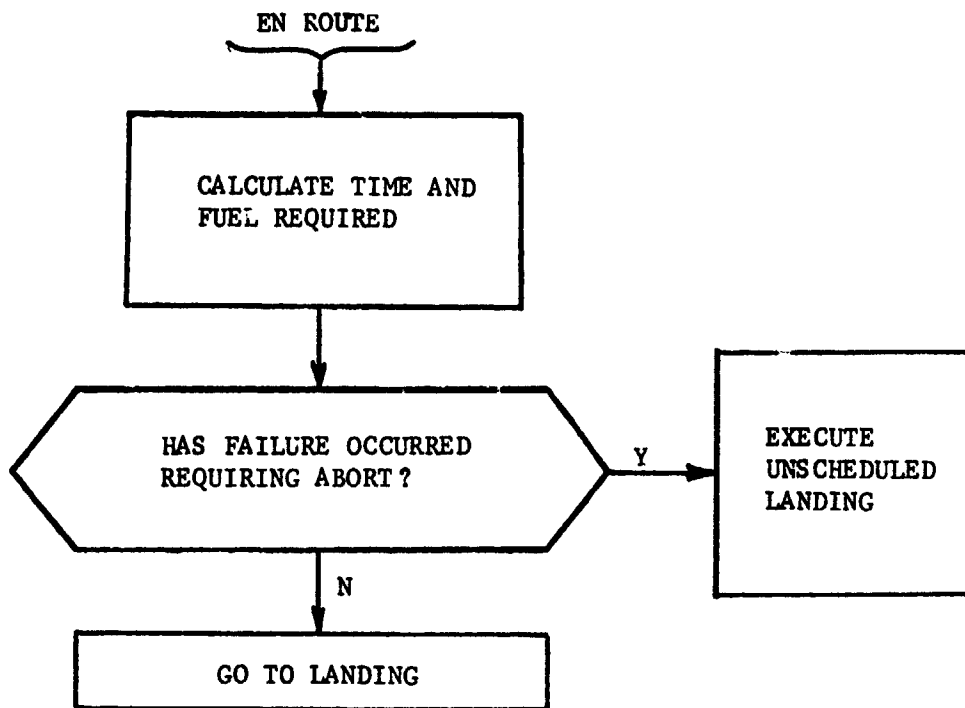 EN ROUTE
CALCULATE TIME AND
FUEL REQUIRED
HAS FAILURE OCCURRED
REQUIRING ABORT?
Y
EXECUTE
UNSCHEDULED
LANDING
N
GO TO LANDING